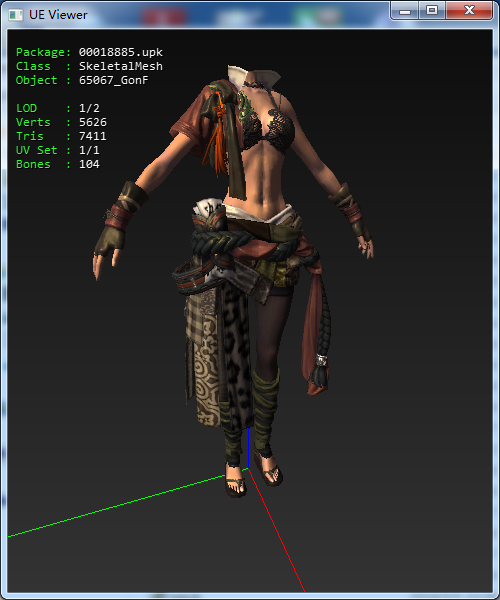 UE Viewer
Package: 00018885.upk
Class : SkeletalMesh
Object : 65067_GonF
LOD : 1/2
Verts : 5626
Tris : 7411
UV Set : 1/1
Bones : 104